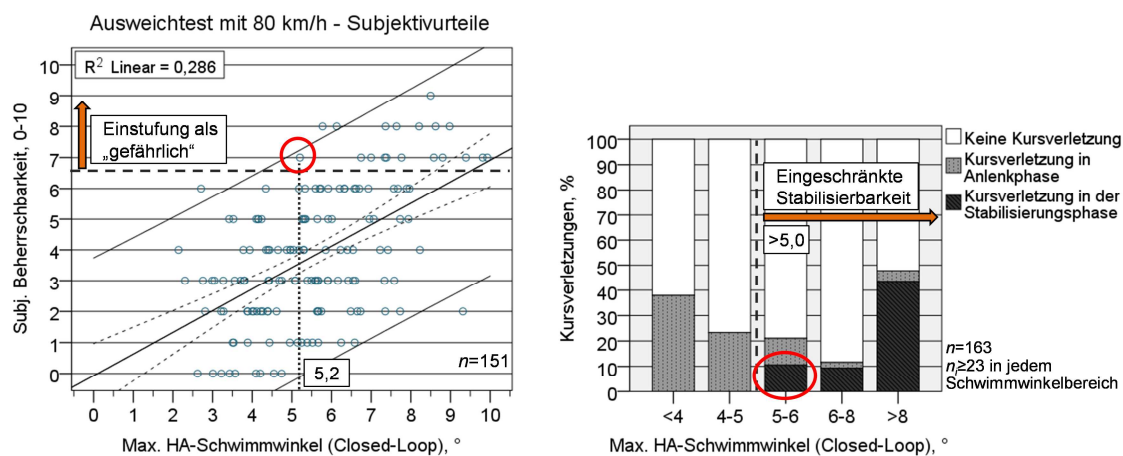 Ausweichtest mit 80 km/h - Subjektivurteile
R² Linear = 0,286
Einstufung als
„gefährlich"
Subj. Beherrschbarkeit, 0-10
10
9
8
7
6
5
4
3
2
1
0
5,2
n=151
0 1 2 3 4 5 6 7 8 9 10
Max. HA-Schwimmwinkel (Closed-Loop), °
Kursverletzungen, %
100
90
80
70
60
50
40
30
20
10
0
Eingeschränkte
Stabilisierbarkeit
>5,0
<4 4-5 5-6 6-8 >8
Max. HA-Schwimmwinkel (Closed-Loop), °
Keine Kursverletzung
Kursverletzung in
Anlenkphase
Kursverletzung in der
Stabilisierungsphase
n=163
nᵢ≥23 in jedem
Schwimmwinkelbereich